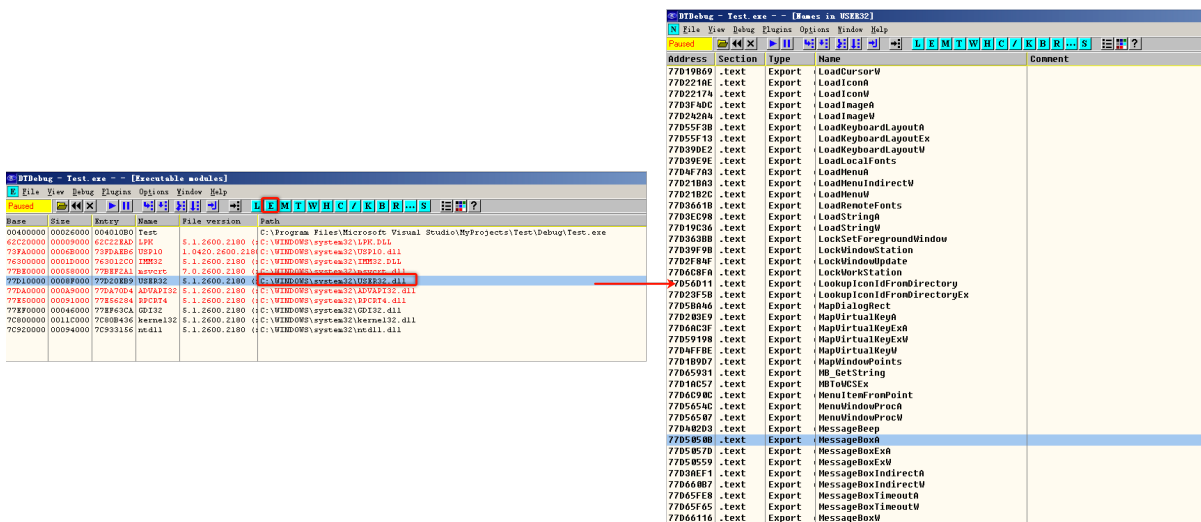 DTDebug - Test.exe - - [Executable modules]
E File View Debug Plugins Options Window Help
Paused L E M T W H C / K B R ... S ?
Base Size Entry Name File version Path
00400000 00026000 004010B0 Test C:\Program Files\Microsoft Visual Studio\MyProjects\Test\Debug\Test.exe
62C20000 00009000 62C22EAD LPK 5.1.2600.2180 (: C:\WINDOWS\system32\LPK.DLL
73FA0000 0006B000 73FDAEB6 USP10 1.0420.2600.218( C:\WINDOWS\system32\USP10.dll
76300000 0001D000 763012C0 IMM32 5.1.2600.2180 (: C:\WINDOWS\system32\IMM32.DLL
77BE0000 00058000 77BEF2A1 msvcrt 7.0.2600.2180 (: C:\WINDOWS\system32\msvcrt.dll
77D10000 0008F000 77D20EB9 USER32 5.1.2600.2180 (: C:\WINDOWS\system32\USER32.dll
77DA0000 000A9000 77DA70D4 ADVAPI32 5.1.2600.2180 (: C:\WINDOWS\system32\ADVAPI32.dll
77E50000 00091000 77E56284 RPCRT4 5.1.2600.2180 (: C:\WINDOWS\system32\RPCRT4.dll
77EF0000 00046000 77EF63CA GDI32 5.1.2600.2180 (: C:\WINDOWS\system32\GDI32.dll
7C800000 0011C000 7C80B436 kernel32 5.1.2600.2180 (: C:\WINDOWS\system32\kernel32.dll
7C920000 00094000 7C933156 ntdll 5.1.2600.2180 (: C:\WINDOWS\system32\ntdll.dll
DTDebug - Test.exe - - [Names in USER32]
N File View Debug Plugins Options Window Help
Paused L E M T W H C / K B R ... S ?
Address Section Type Name Comment
77D19B69 .text Export LoadCursorW
77D221AE .text Export LoadIconA
77D22174 .text Export LoadIconW
77D3F4DC .text Export LoadImageA
77D242A4 .text Export LoadImageW
77D55F3B .text Export LoadKeyboardLayoutA
77D55F13 .text Export LoadKeyboardLayoutEx
77D39DE2 .text Export LoadKeyboardLayoutW
77D39E9E .text Export LoadLocalFonts
77D4F7A3 .text Export LoadMenuA
77D21BA3 .text Export LoadMenuIndirectW
77D21B2C .text Export LoadMenuW
77D3661B .text Export LoadRemoteFonts
77D3EC98 .text Export LoadStringA
77D19C36 .text Export LoadStringW
77D363BB .text Export LockSetForegroundWindow
77D39F9B .text Export LockWindowStation
77D2F84F .text Export LockWindowUpdate
77D6C8FA .text Export LockWorkStation
77D56D11 .text Export LookupIconIdFromDirectory
77D23F5B .text Export LookupIconIdFromDirectoryEx
77D5BA46 .text Export MapDialogRect
77D203E9 .text Export MapVirtualKeyA
77D6AC3F .text Export MapVirtualKeyExA
77D59198 .text Export MapVirtualKeyExW
77D4FFBE .text Export MapVirtualKeyW
77D1B9D7 .text Export MapWindowPoints
77D65931 .text Export MB_GetString
77D1AC57 .text Export MBToWCSEx
77D6C90C .text Export MenuItemFromPoint
77D5654C .text Export MenuWindowProcA
77D56507 .text Export MenuWindowProcW
77D402D3 .text Export MessageBeep
77D5050B .text Export MessageBoxA
77D5057D .text Export MessageBoxExA
77D50559 .text Export MessageBoxExW
77D3AEF1 .text Export MessageBoxIndirectA
77D660B7 .text Export MessageBoxIndirectW
77D65FE8 .text Export MessageBoxTimeoutA
77D65F65 .text Export MessageBoxTimeoutW
77D66116 .text Export MessageBoxW